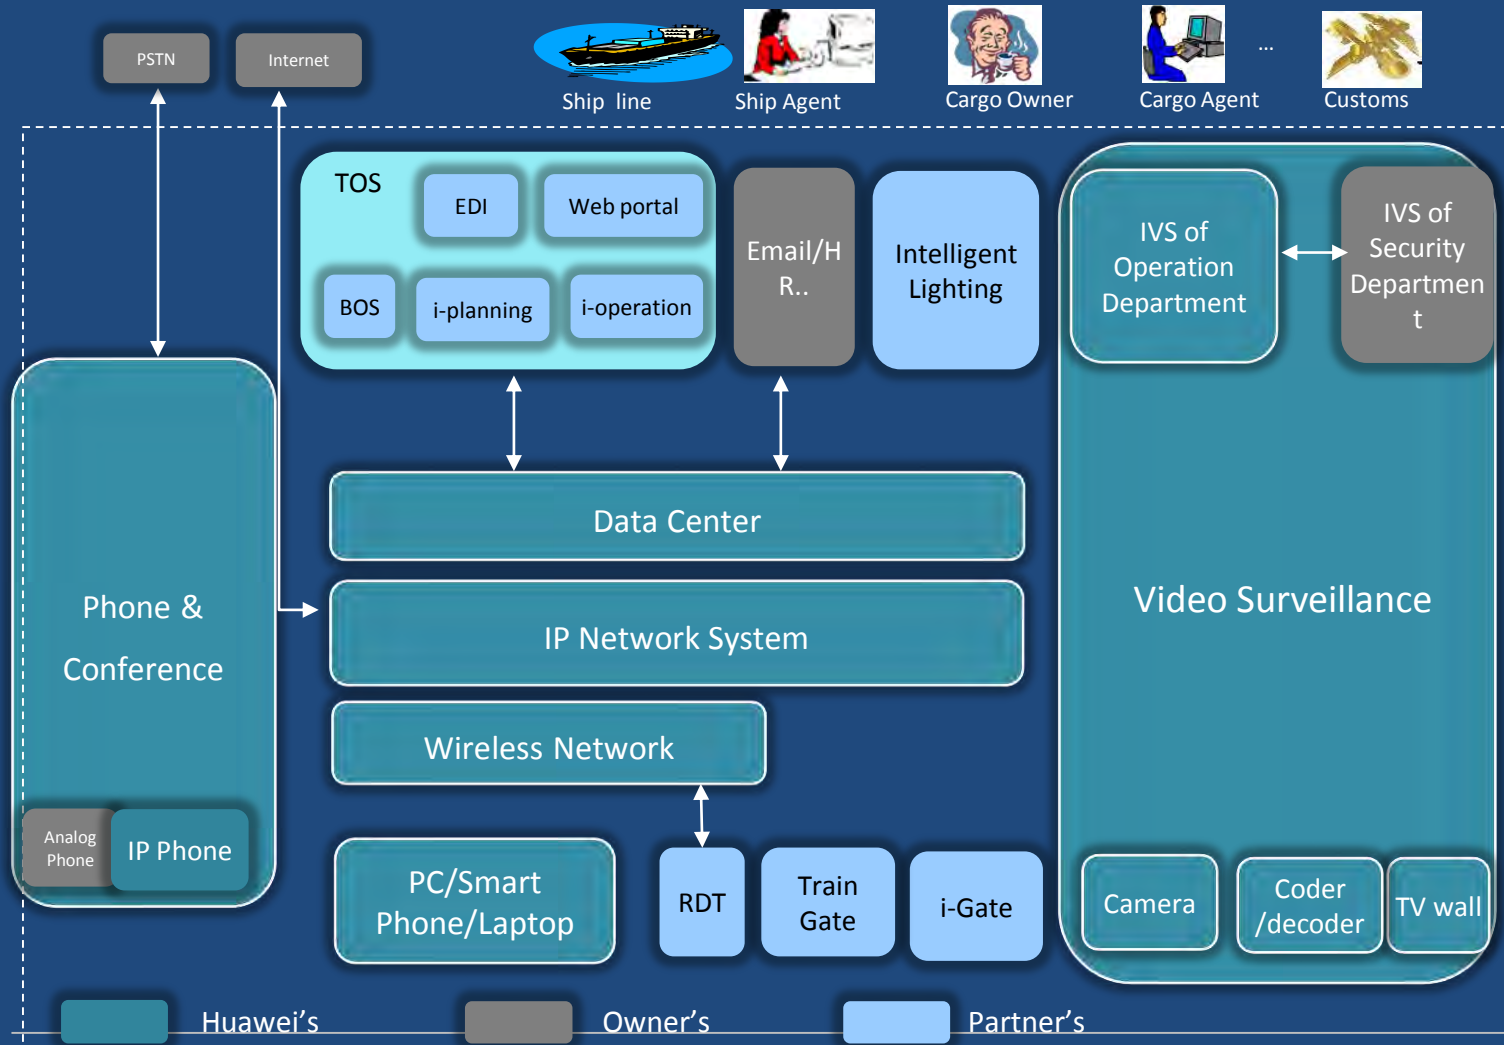 PSTN
Internet
...
Ship line
Ship Agent
Cargo Owner
Cargo Agent
Customs
TOS
EDI
Web portal
BOS
i-planning
i-operation
Email/H
R..
Intelligent
Lighting
IVS of
Operation
Department
IVS of
Security
Departmen
t
Data Center
Phone &
Conference
IP Network System
Video Surveillance
Wireless Network
Analog
Phone
IP Phone
PC/Smart
Phone/Laptop
RDT
Train
Gate
i-Gate
Camera
Coder
/decoder
TV wall
Huawei's
Owner's
Partner's